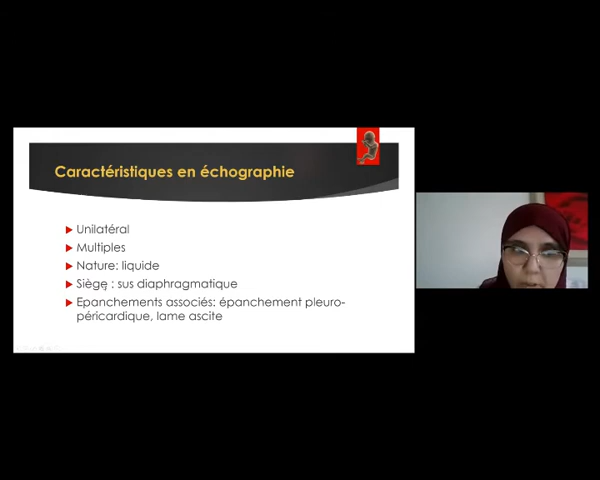 Caractéristiques en échographie
Unilatéral
Multiples
Nature: liquide
Siège : sus diaphragmatique
Epanchements associés: épanchement pleuro-
péricardique, lame ascite